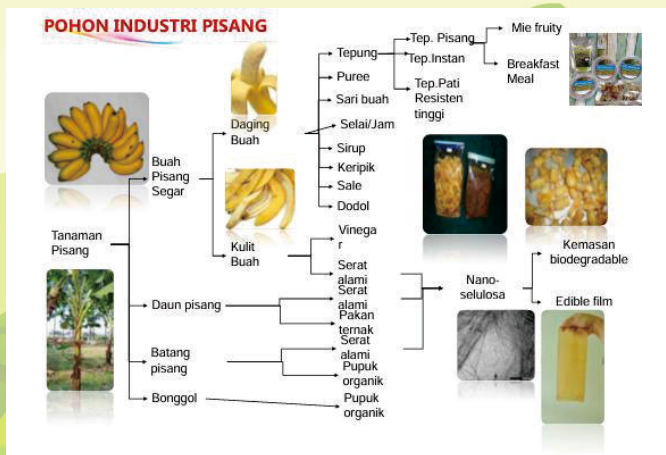 POHON INDUSTRI PISANG
Tanaman
Pisang
Buah
Pisang
Segar
Daun pisang
Batang
pisang
Bonggol
Daging
Buah
Kulit
Buah
Tepung
Puree
Sari buah
Selai/Jam
Sirup
Keripik
Sale
Dodol
Vinega
r
Serat
alami
Serat
alami
Pakan
ternak
Serat
alami
Pupuk
organik
Pupuk
organik
Tep. Pisang
Tep.Instan
Tep.Pati
Resisten
tinggi
Mie fruity
Breakfast
Meal
Nano-
selulosa
Kemasan
biodegradable
Edible film